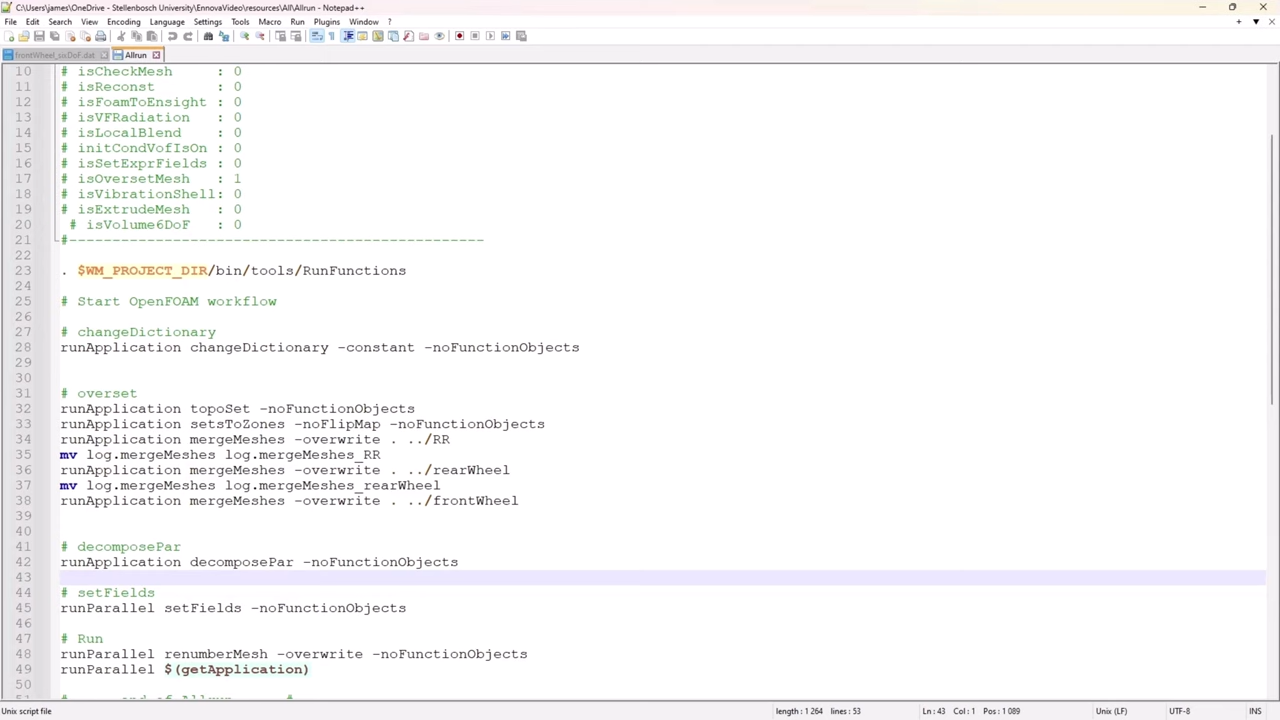 C:\Users\james\OneDrive - Stellenbosch University\EnnovaVideo\resources\All\Allrun - Notepad++
File Edit Search View Encoding Language Settings Tools Macro Run Plugins Window ?
frontWheel_sixDoF.dat Allrun
10 # isCheckMesh : 0
11 # isReconst : 0
12 # isFoamToEnsight : 0
13 # isVFRadiation : 0
14 # isLocalBlend : 0
15 # initCondVofIsOn : 0
16 # isSetExprFields : 0
17 # isOversetMesh : 1
18 # isVibrationShell: 0
19 # isExtrudeMesh : 0
20 # isVolume6DoF : 0
21 #------------------------------------------------
22
23 . $WM_PROJECT_DIR/bin/tools/RunFunctions
24
25 # Start OpenFOAM workflow
26
27 # changeDictionary
28 runApplication changeDictionary -constant -noFunctionObjects
29
30
31 # overset
32 runApplication topoSet -noFunctionObjects
33 runApplication setsToZones -noFlipMap -noFunctionObjects
34 runApplication mergeMeshes -overwrite . ../RR
35 mv log.mergeMeshes log.mergeMeshes_RR
36 runApplication mergeMeshes -overwrite . ../rearWheel
37 mv log.mergeMeshes log.mergeMeshes_rearWheel
38 runApplication mergeMeshes -overwrite . ../frontWheel
39
40
41 # decomposePar
42 runApplication decomposePar -noFunctionObjects
43
44 # setFields
45 runParallel setFields -noFunctionObjects
46
47 # Run
48 runParallel renumberMesh -overwrite -noFunctionObjects
49 runParallel $(getApplication)
50
Unix script file length : 1 264 lines : 53 Ln : 43 Col : 1 Pos : 1 089 Unix (LF) UTF-8 INS